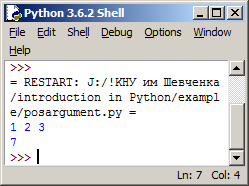 Python 3.6.2 Shell
File Edit Shell Debug Options Window
Help
>>>
= RESTART: J:/!КНУ им Шевченка
/introduction in Python/exampl
e/posargument.py =
1 2 3
7
>>>
Ln: 7 Col: 4